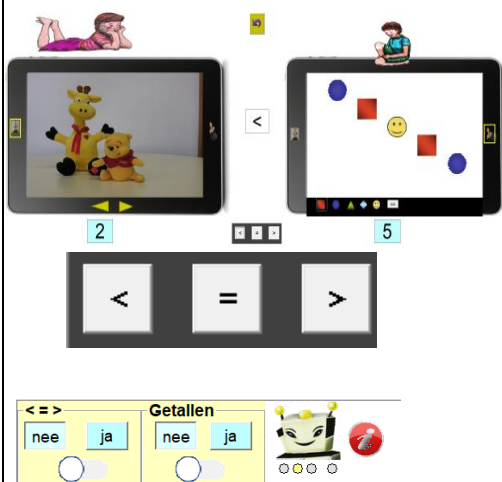 <
2
< = >
5
< = >
< = >
Getallen
nee ja
nee ja
i